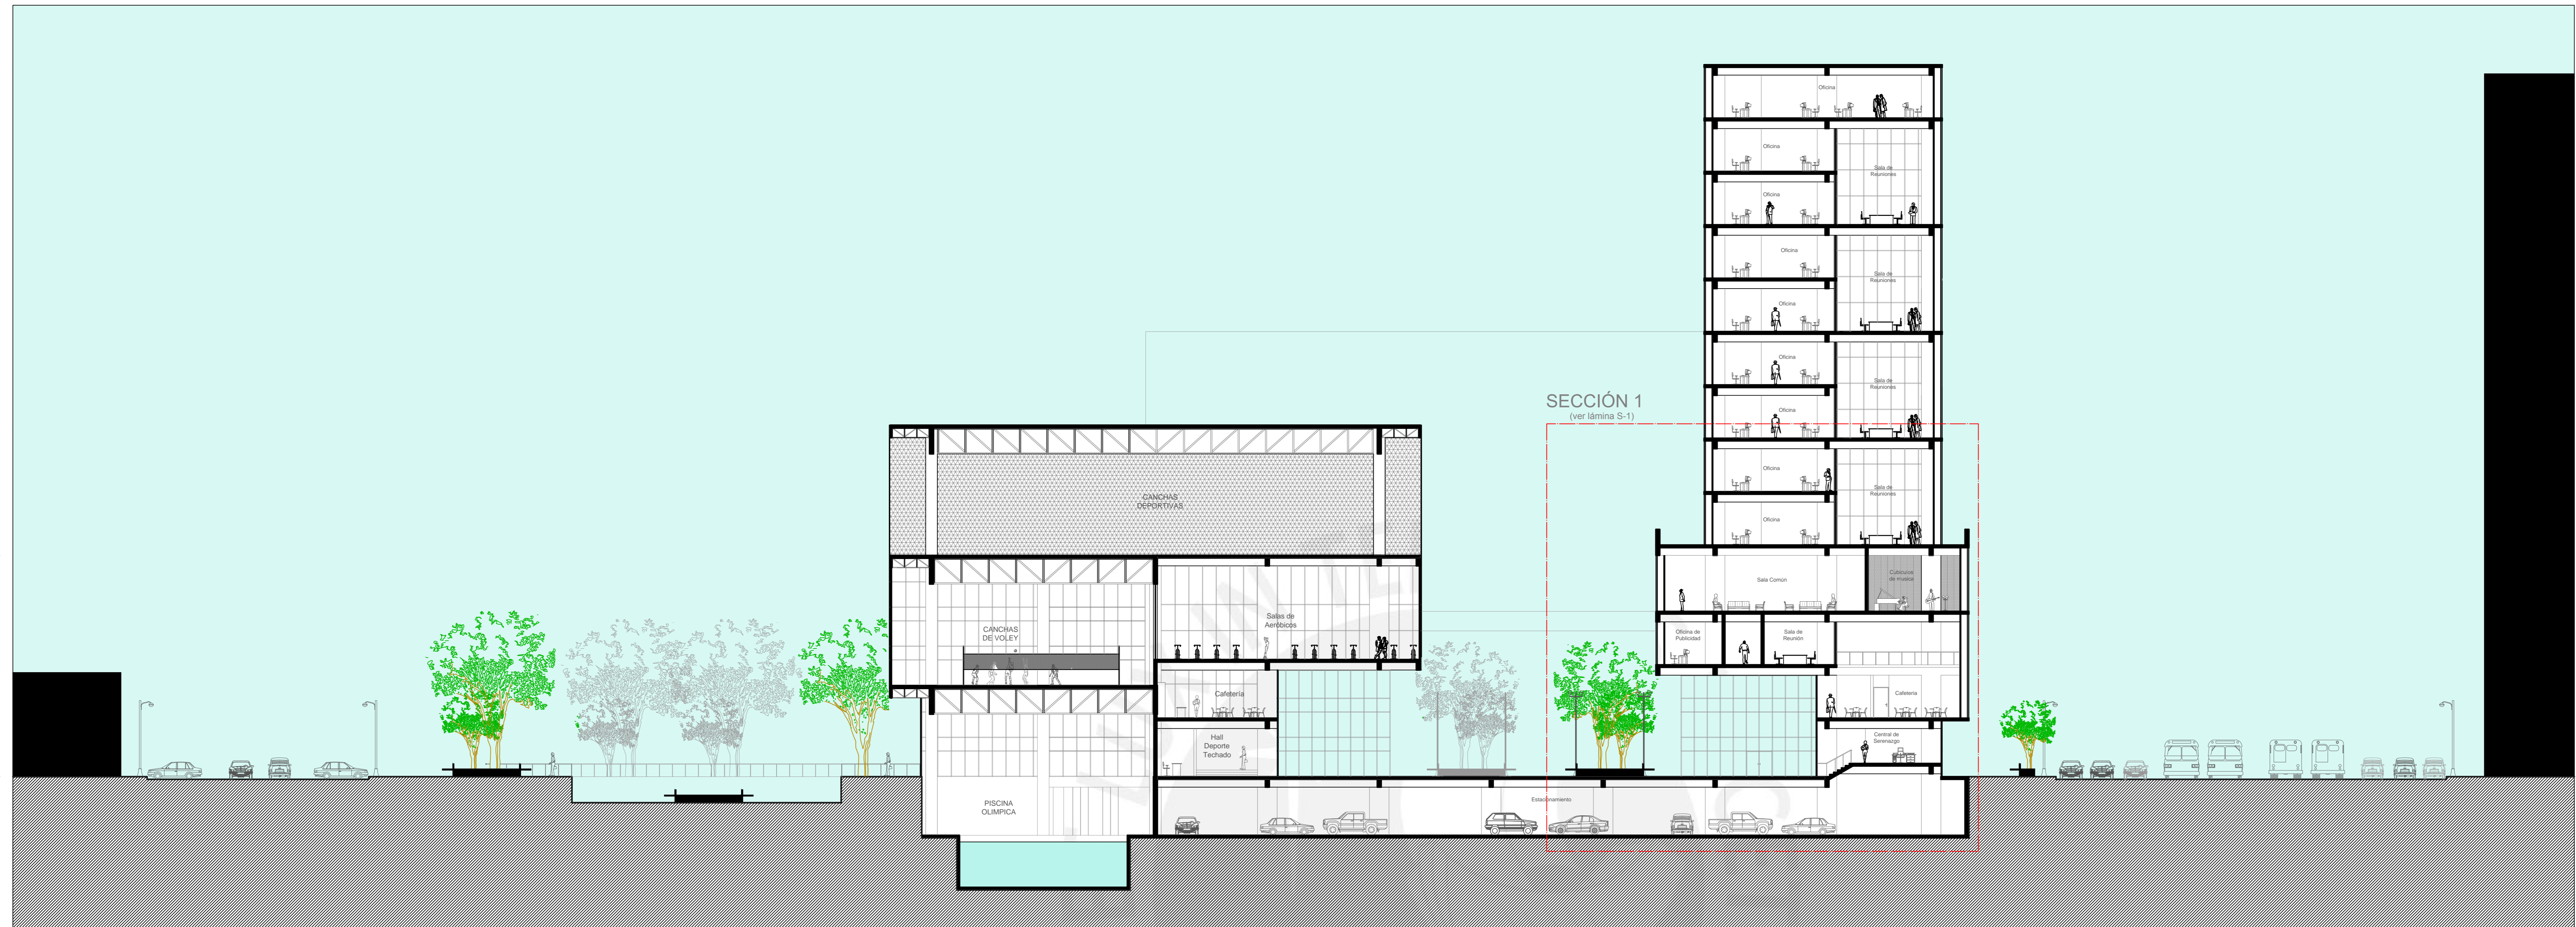 Oficina
Oficina
Sala de
Reuniones
Oficina
Oficina
Sala de
Reuniones
Oficina
Oficina
Sala de
Reuniones
Oficina
SECCIÓN 1
(ver lámina S-1)
Oficina
Sala de
Reuniones
Oficina
CANCHAS
DEPORTIVAS
Sala Común
Cubículos
de musica
CANCHAS
DE VOLEY
Salas de
Aeróbicos
Oficina de
Publicidad
Sala de
Reunión
Cafetería
Cafetería
Hall
Deporte
Techado
Central de
Serenazgo
PISCINA
OLIMPICA
Estacionamiento